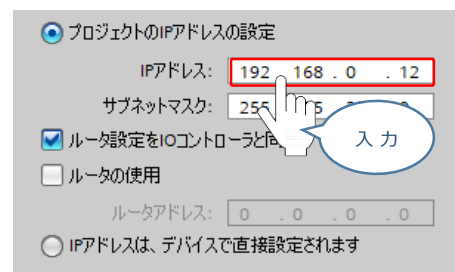 プロジェクトのIPアドレスの設定
IPアドレス: 192 . 168 . 0 . 12
サブネットマスク: 255
ルータ設定をIOコントローラと同
入力
ルータの使用
ルータアドレス: 0 . 0 . 0 . 0
IPアドレスは、デバイスで直接設定されます